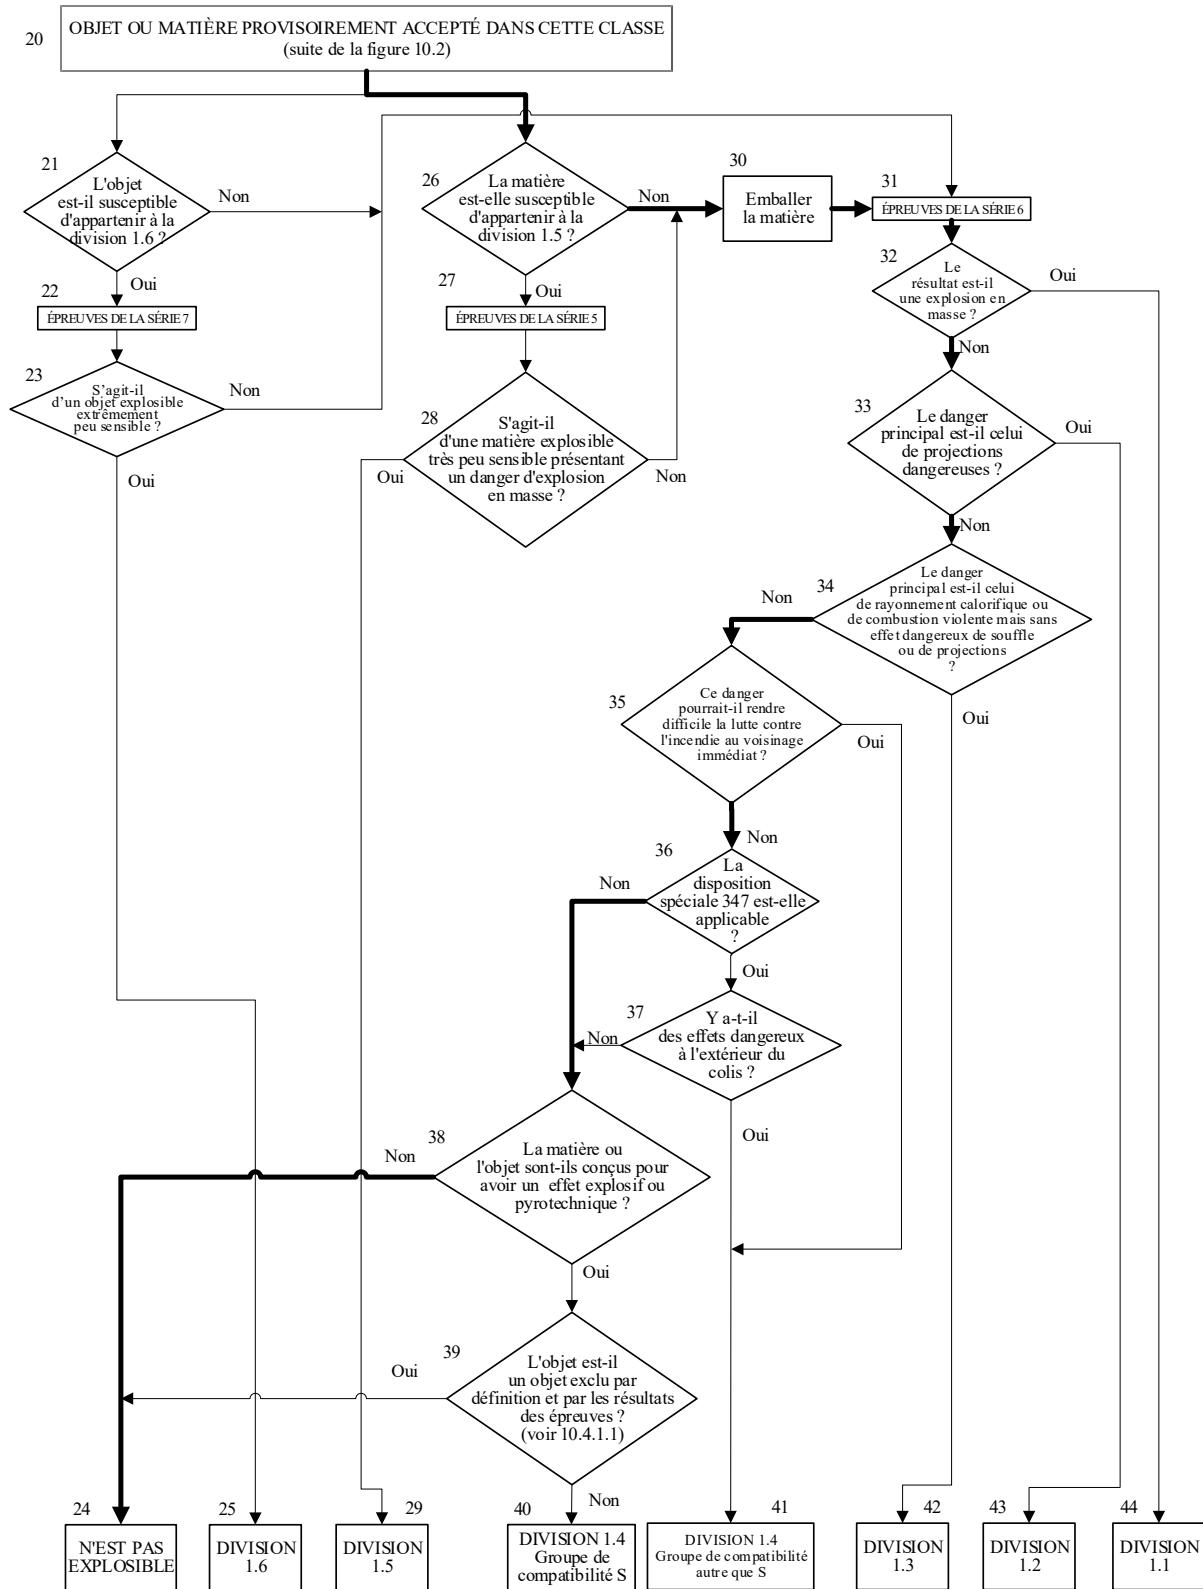 20
OBJET OU MATIÈRE PROVISOIREMENT ACCEPTÉ DANS CETTE CLASSE
(suite de la figure 10.2)
21
L'objet
est-il susceptible
d'appartenir à la
division 1.6 ?
Non
Oui
22
ÉPREUVES DE LA SÉRIE 7
23
S'agit-il
d’un objet explosible
extrêmement
peu sensible ?
Non
Oui
26
La matière
est-elle susceptible
d'appartenir à la
division 1.5 ?
Non
Oui
27
ÉPREUVES DE LA SÉRIE 5
28
S'agit-il
d'une matière explosible
très peu sensible présentant
un danger d'explosion
en masse ?
Oui
Non
30
Emballer
la matière
31
ÉPREUVES DE LA SÉRIE 6
32
Le
résultat est-il
une explosion en
masse ?
Oui
Non
33
Le danger
principal est-il celui
de projections
dangereuses ?
Oui
Non
34
Le danger
principal est-il celui
de rayonnement calorifique ou
de combustion violente mais sans
effet dangereux de souffle
ou de projections
?
Non
Oui
35
Ce danger
pourrait-il rendre
difficile la lutte contre
l'incendie au voisinage
immédiat ?
Oui
Non
36
La
disposition
spéciale 347 est-elle
applicable
?
Non
Oui
37
Y a-t-il
des effets dangereux
à l'extérieur du
colis ?
Non
Oui
38
La matière ou
l'objet sont-ils conçus pour
avoir un effet explosif ou
pyrotechnique ?
Non
Oui
39
L'objet est-il
un objet exclu par
définition et par les résultats
des épreuves ?
(voir 10.4.1.1)
Oui
Non
24
N'EST PAS
EXPLOSIBLE
25
DIVISION
1.6
29
DIVISION
1.5
40
DIVISION 1.4
Groupe de
compatibilité S
41
DIVISION 1.4
Groupe de compatibilité
autre que S
42
DIVISION
1.3
43
DIVISION
1.2
44
DIVISION
1.1